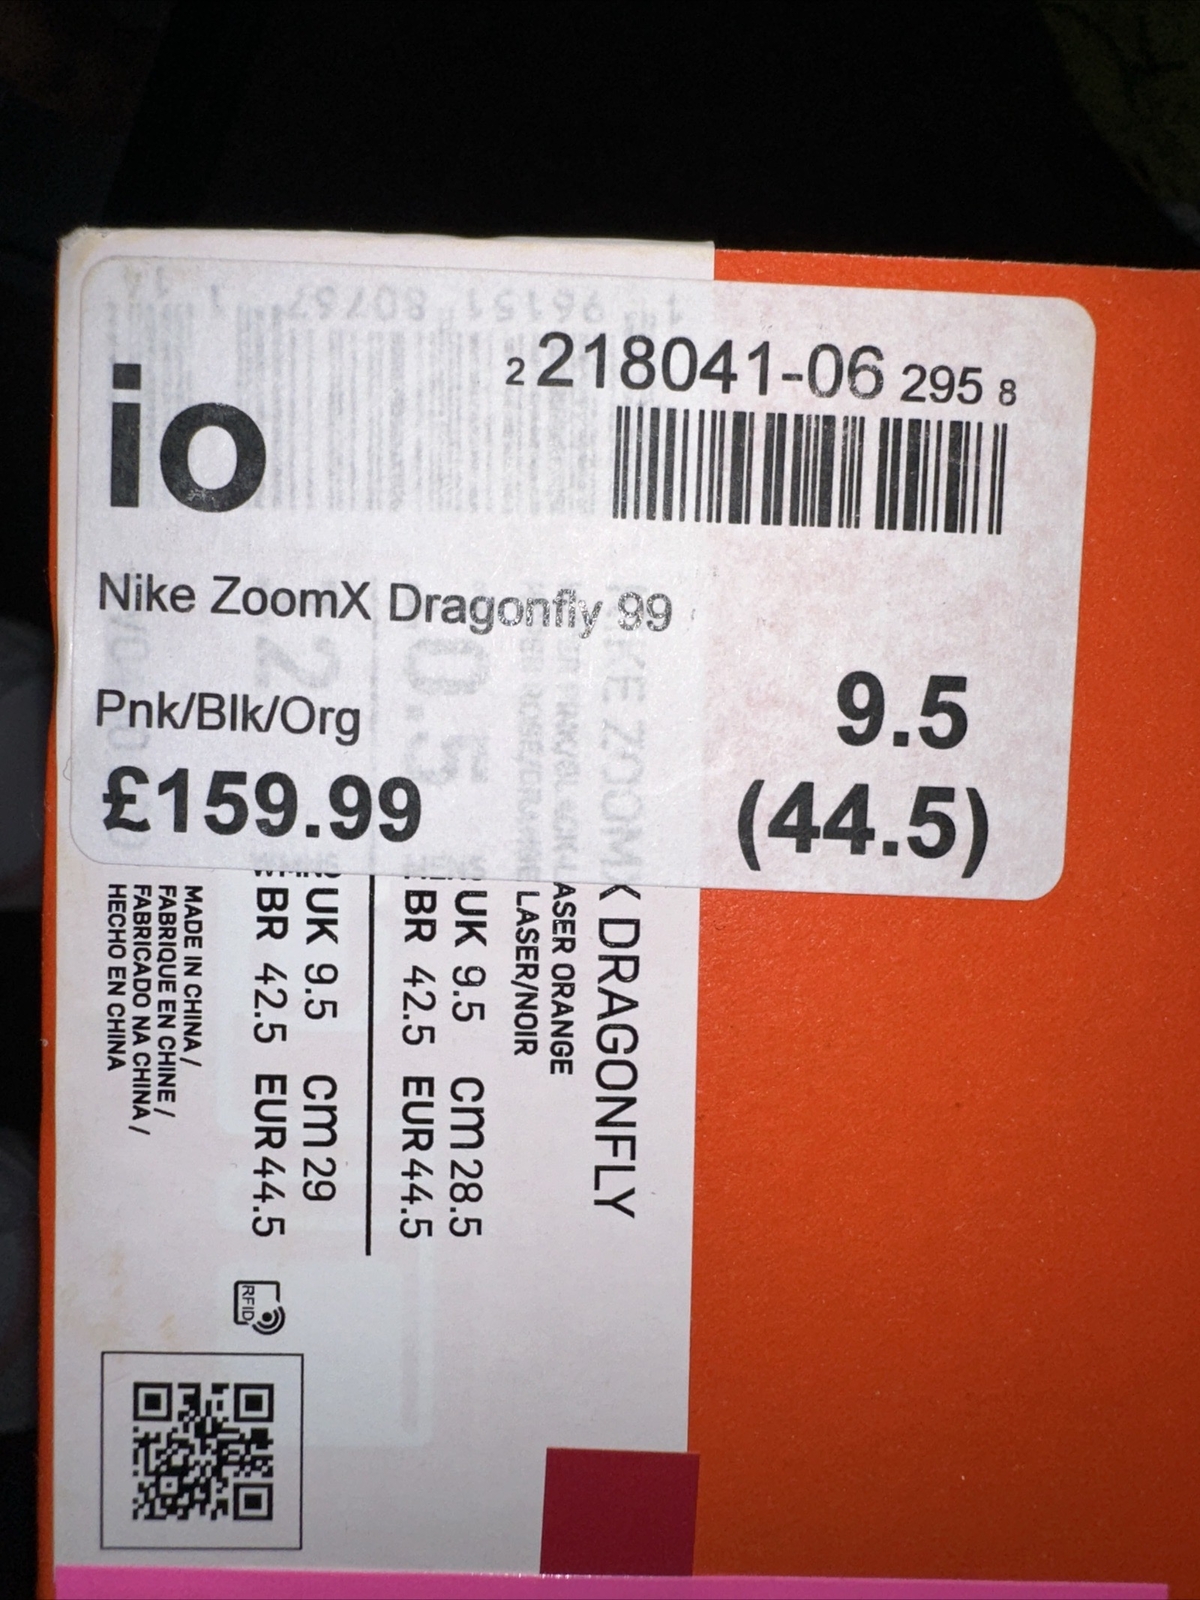 io
2 218041-06 295 8
Nike ZoomX Dragonfly 99
Pnk/Blk/Org
9.5
£159.99
(44.5)
X DRAGONFLY
ASER ORANGE
LASER/NOIR
UK 9.5 cm 28.5
BR 42.5 EUR 44.5
UK 9.5 cm 29
BR 42.5 EUR 44.5
MADE IN CHINA /
FABRIQUE EN CHINE /
FABRICADO NA CHINA /
HECHO EN CHINA
RFID